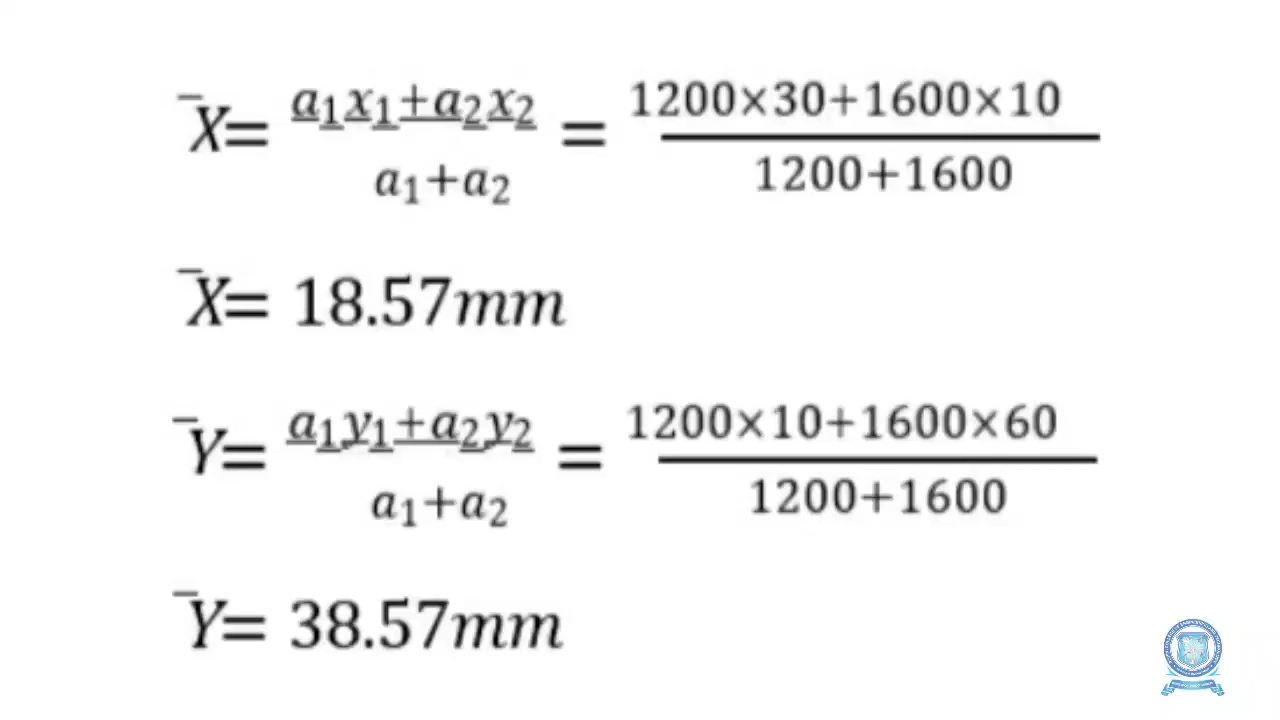 X̄= a₁x₁+a₂x₂ / a₁+a₂ = 1200×30+1600×10 / 1200+1600
X̄= 18.57mm
Ȳ= a₁y₁+a₂y₂ / a₁+a₂ = 1200×10+1600×60 / 1200+1600
Ȳ= 38.57mm